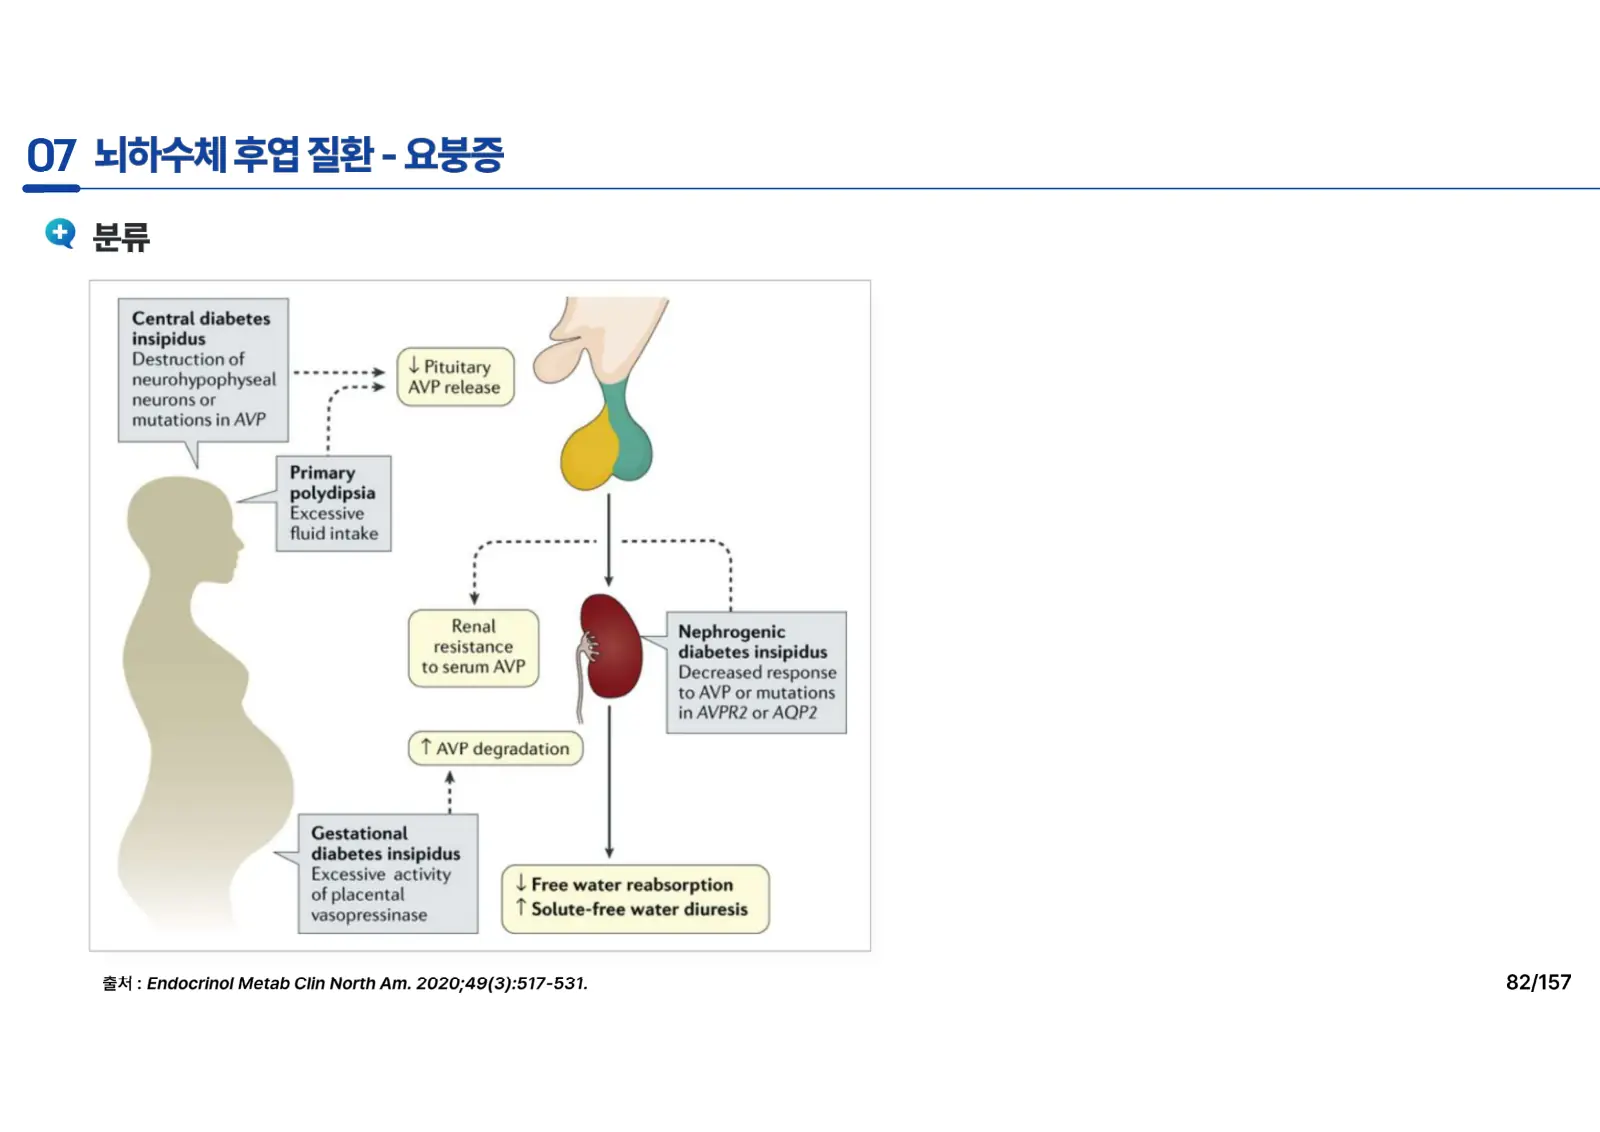 07 뇌하수체 후엽 질환 - 요붕증
분류
Central diabetes
insipidus
Destruction of
neurohypophyseal
neurons or
mutations in AVP
↓ Pituitary
AVP release
Primary
polydipsia
Excessive
fluid intake
Renal
resistance
to serum AVP
Nephrogenic
diabetes insipidus
Decreased response
to AVP or mutations
in AVPR2 or AQP2
↑ AVP degradation
Gestational
diabetes insipidus
Excessive activity
of placental
vasopressinase
↓ Free water reabsorption
↑ Solute-free water diuresis
출처 : Endocrinol Metab Clin North Am. 2020;49(3):517-531.
82/157